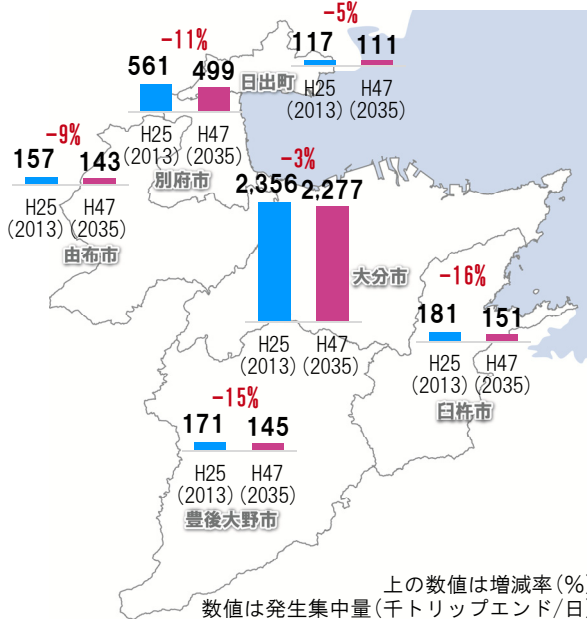 -5%
117 111
日出町
H25 H47
(2013) (2035)
-11%
561 499
H25 H47
(2013) (2035)
別府市
-9%
157 143
H25 H47
(2013) (2035)
由布市
-3%
2,356 2,277
大分市
H25 H47
(2013) (2035)
-16%
181 151
H25 H47
(2013) (2035)
臼杵市
-15%
171 145
H25 H47
(2013) (2035)
豊後大野市
上の数値は増減率(%)
数値は発生集中量(千トリップエンド/日)